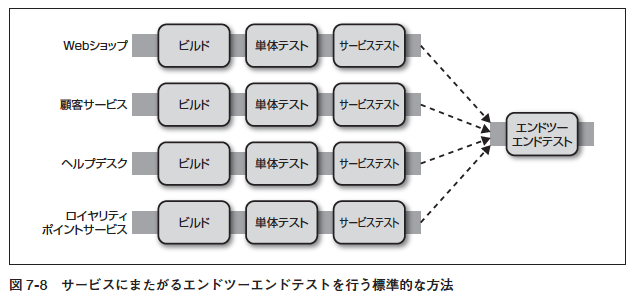 Webショップ
ビルド
単体テスト
サービステスト
顧客サービス
ビルド
単体テスト
サービステスト
エンドツー
エンドテスト
ヘルプデスク
ビルド
単体テスト
サービステスト
ロイヤリティ
ポイントサービス
ビルド
単体テスト
サービステスト
図 7-8 サービスにまたがるエンドツーエンドテストを行う標準的な方法